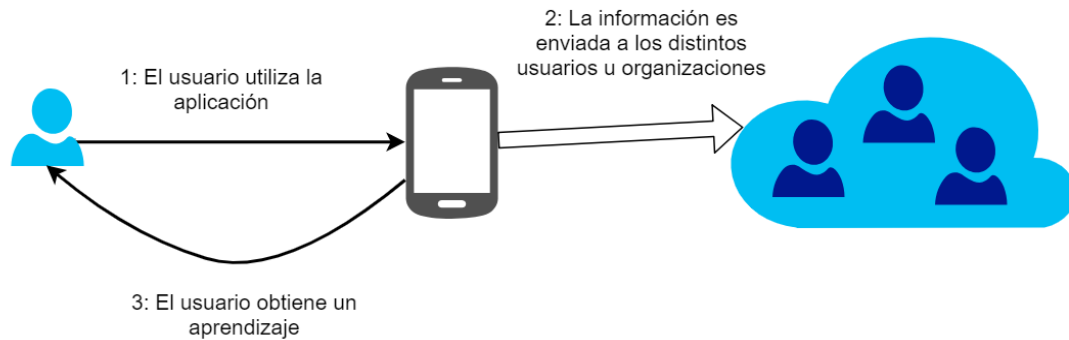 1: El usuario utiliza la
aplicación
2: La información es
enviada a los distintos
usuarios u organizaciones
3: El usuario obtiene un
aprendizaje